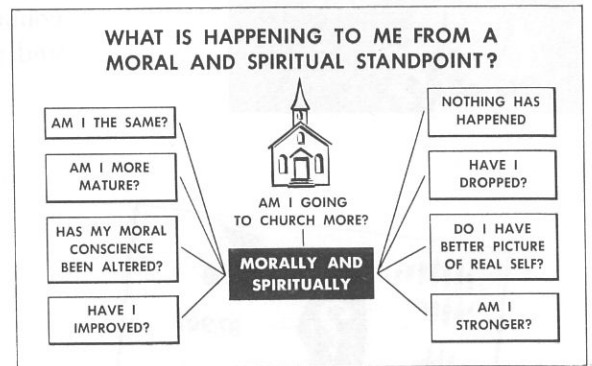 WHAT IS HAPPENING TO ME FROM A
MORAL AND SPIRITUAL STANDPOINT?
AM I THE SAME?
AM I MORE
MATURE?
HAS MY MORAL
CONSCIENCE
BEEN ALTERED?
HAVE I
IMPROVED?
AM I GOING
TO CHURCH MORE?
MORALLY AND
SPIRITUALLY
NOTHING HAS
HAPPENED
HAVE I
DROPPED?
DO I HAVE
BETTER PICTURE
OF REAL SELF?
AM I
STRONGER?